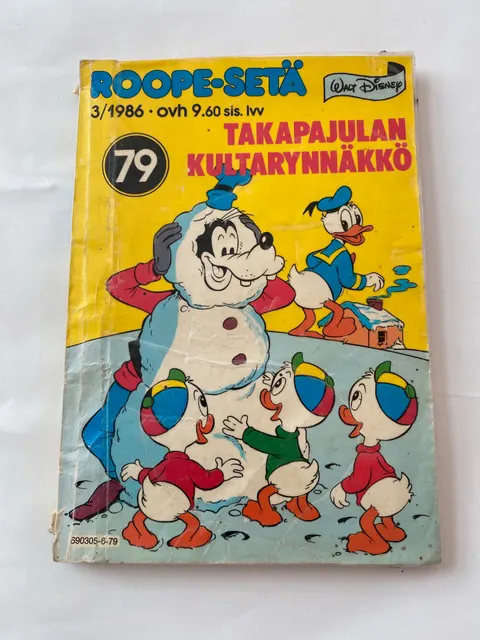 ROOPE-SETÄ
WALT DISNEY
3/1986 • ovh 9.60 sis. lvv
79
TAKAPAJULAN
KULTARYNNÄKKÖ
690305-6-79